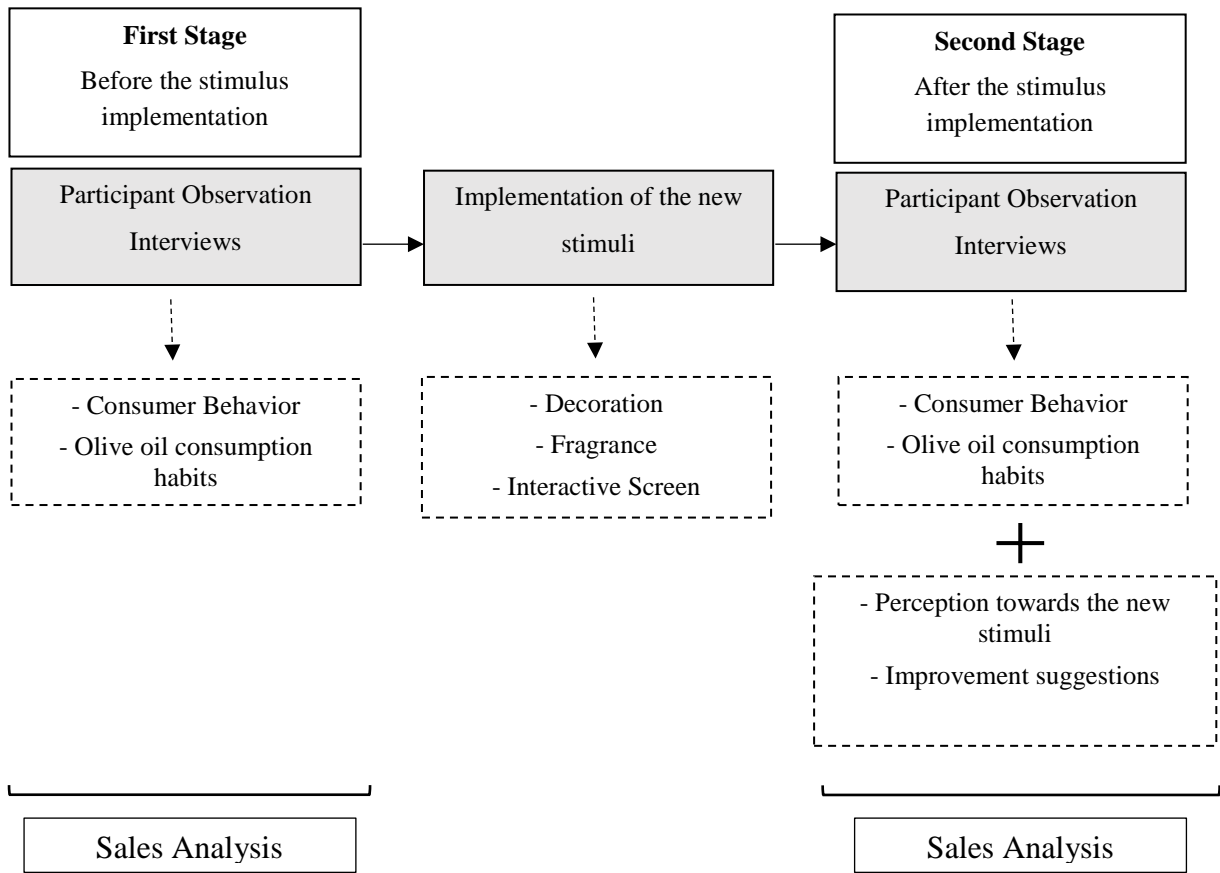 First Stage
Before the stimulus
implementation
Second Stage
After the stimulus
implementation
Participant Observation
Interviews
Implementation of the new
stimuli
Participant Observation
Interviews
- Consumer Behavior
- Olive oil consumption
habits
- Decoration
- Fragrance
- Interactive Screen
- Consumer Behavior
- Olive oil consumption
habits
- Perception towards the new
stimuli
- Improvement suggestions
Sales Analysis
Sales Analysis